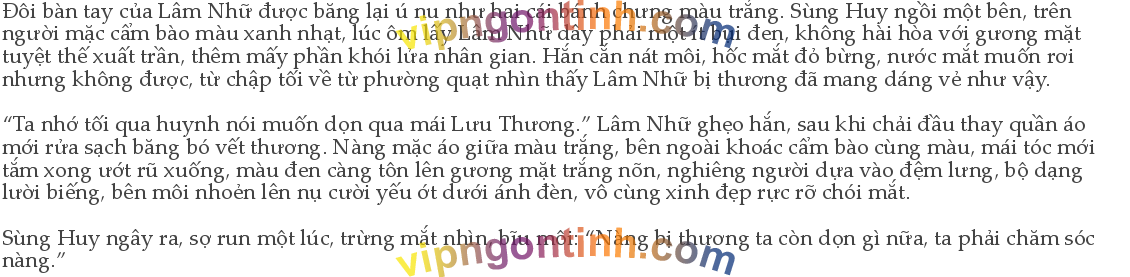 Đôi bàn tay của Lâm Nhữ được băng lại ú nu như hai cái bánh chưng màu trắng. Sùng Huy ngồi một bên, trên
người mặc cẩm bào màu xanh nhạt, lúc ôm lấy Lâm Nhữ dây phải một ít bụi đen, không hài hòa với gương mặt
tuyệt thế xuất trần, thêm mấy phần khói lửa nhân gian. Hắn cắn nát môi, hốc mắt đỏ bừng, nước mắt muốn rơi
nhưng không được, từ chập tối về từ phường quạt nhìn thấy Lâm Nhữ bị thương đã mang dáng vẻ như vậy.
“Ta nhớ tối qua huynh nói muốn dọn qua mái Lưu Thương.” Lâm Nhữ ghẹo hắn, sau khi chải đầu thay quần áo
mới rửa sạch băng bó vết thương. Nàng mặc áo giữa màu trắng, bên ngoài khoác cẩm bào cùng màu, mái tóc mới
tắm xong ướt rũ xuống, màu đen càng tôn lên gương mặt trắng nõn, nghiêng người dựa vào đệm lưng, bộ dạng
lười biếng, bên môi nhoẻn lên nụ cười yếu ớt dưới ánh đèn, vô cùng xinh đẹp rực rỡ chói mắt.
Sùng Huy ngây ra, sợ run một lúc, trừng mắt nhìn, bĩu môi: “Nàng bị thương ta còn dọn gì nữa, ta phải chăm sóc
nàng.”
vipngontinh.com
vipngontinh.com